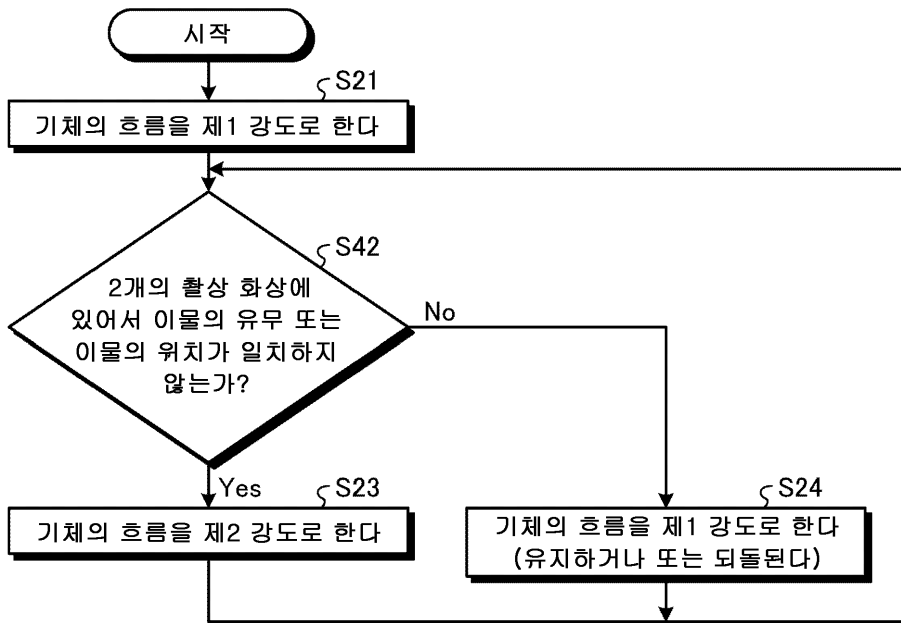 시작
S21
기체의 흐름을 제1 강도로 한다
S42
2개의 촬상 화상에
있어서 이물의 유무 또는
이물의 위치가 일치하지
않는가?
No
Yes
S23
기체의 흐름을 제2 강도로 한다
S24
기체의 흐름을 제1 강도로 한다
(유지하거나 또는 되돌린다)